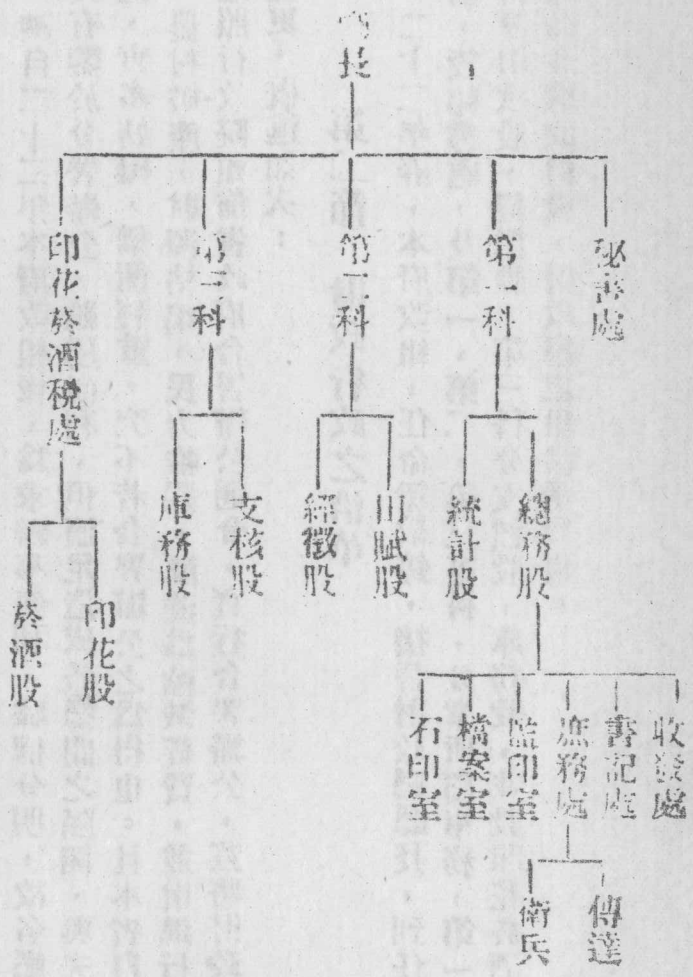 長
秘書處
第一科
第二科
第三科
印花菸酒稅處
總務股
統計股
田賦股
經徵股
支核股
庫務股
印花股
菸酒股
收發處
書記處
庶務處
監印室
檔案室
石印室
傳達
衛兵